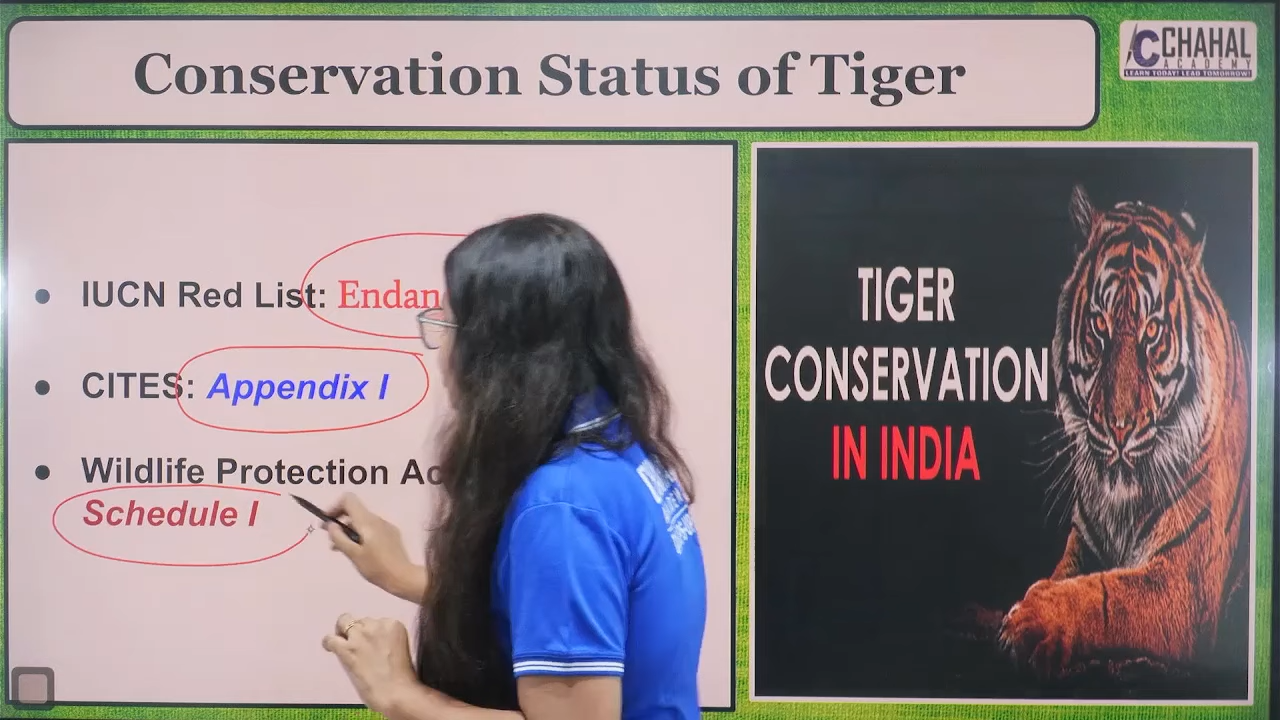 Conservation Status of Tiger
CCHAHAL
ACADEMY
LEARN TODAY! LEAD TOMORROW!
IUCN Red List: Endan
CITES: Appendix I
Wildlife Protection Ac
Schedule I
TIGER
CONSERVATION
IN INDIA